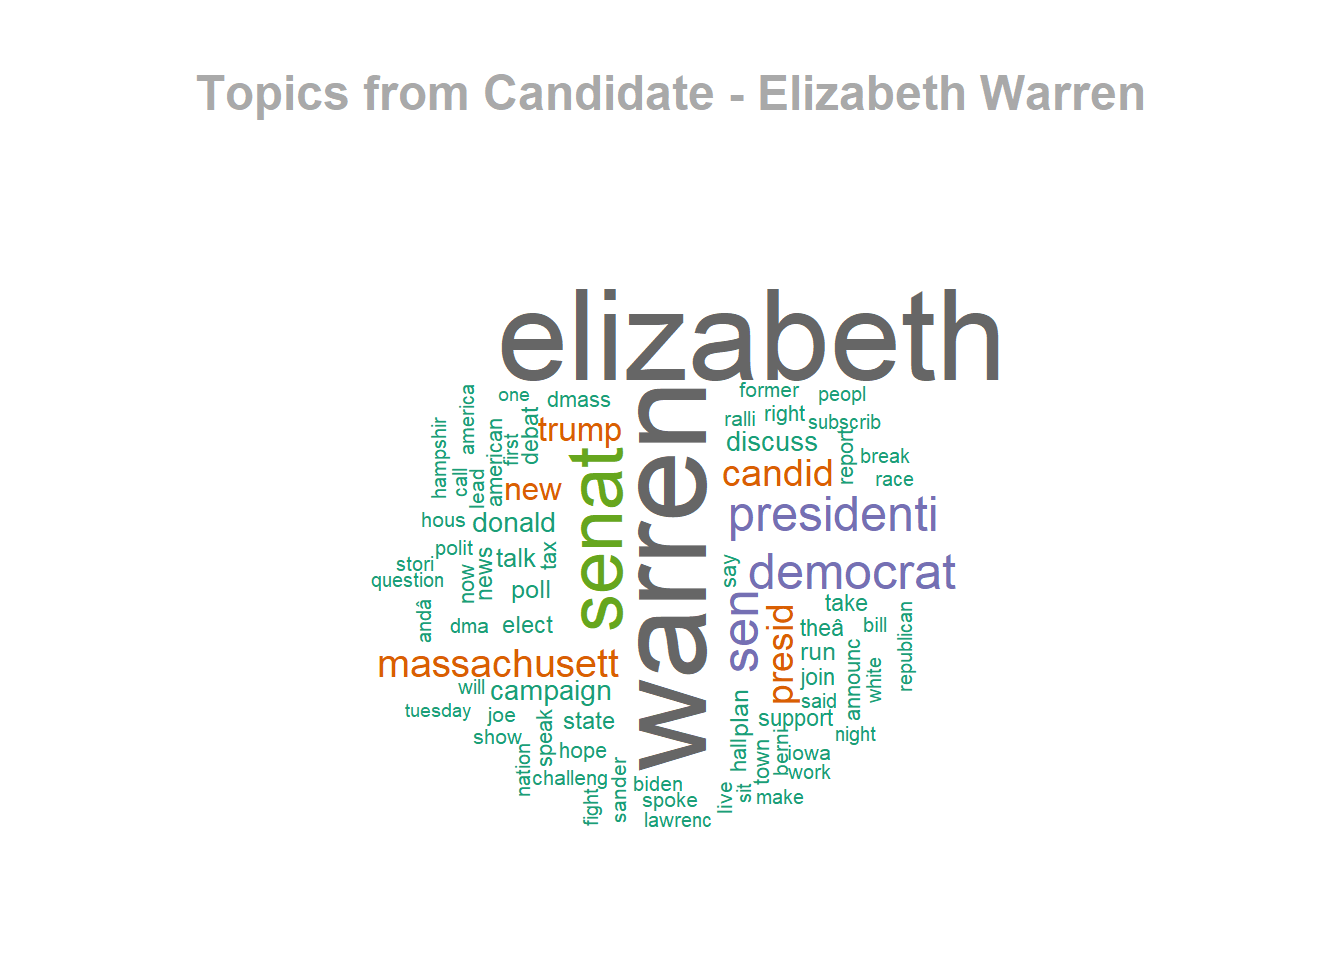 Topics from Candidate - Elizabeth Warren
elizabeth
warren
senat
presidenti
democrat
sen
massachusett
candid
presid
trump
new
one
dmass
america
hampshir
american
first
debat
call
lead
hous
donald
polit
talk
tax
stori
question
now
news
poll
andâ
dma
elect
will
campaign
tuesday
joe
state
show
speak
hope
nation
challeng
fight
sander
biden
spoke
lawrenc
former
peopl
ralli
right
subscrib
discuss
report
break
race
say
take
theâ
bill
republican
run
join
announc
white
said
support
plan
hall
night
town
berni
iowa
work
live
sit
make